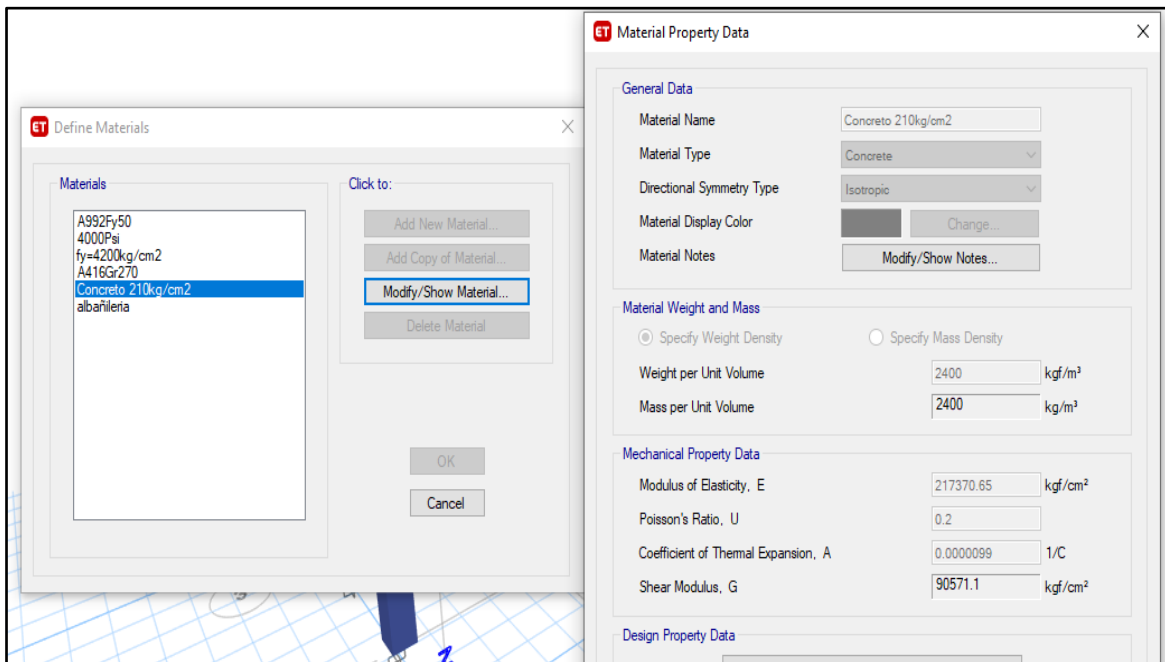 ET Define Materials
Materials
A992Fy50
4000Psi
fy=4200kg/cm2
A416Gr270
Concreto 210kg/cm2
albañileria
Click to:
Add New Material...
Add Copy of Material...
Modify/Show Material...
Delete Material
OK
Cancel
ET Material Property Data
General Data
Material Name Concreto 210kg/cm2
Material Type Concrete
Directional Symmetry Type Isotropic
Material Display Color Change...
Material Notes Modify/Show Notes...
Material Weight and Mass
Specify Weight Density Specify Mass Density
Weight per Unit Volume 2400 kgf/m³
Mass per Unit Volume 2400 kg/m³
Mechanical Property Data
Modulus of Elasticity, E 217370.65 kgf/cm²
Poisson's Ratio, U 0.2
Coefficient of Thermal Expansion, A 0.0000099 1/C
Shear Modulus, G 90571.1 kgf/cm²
Design Property Data